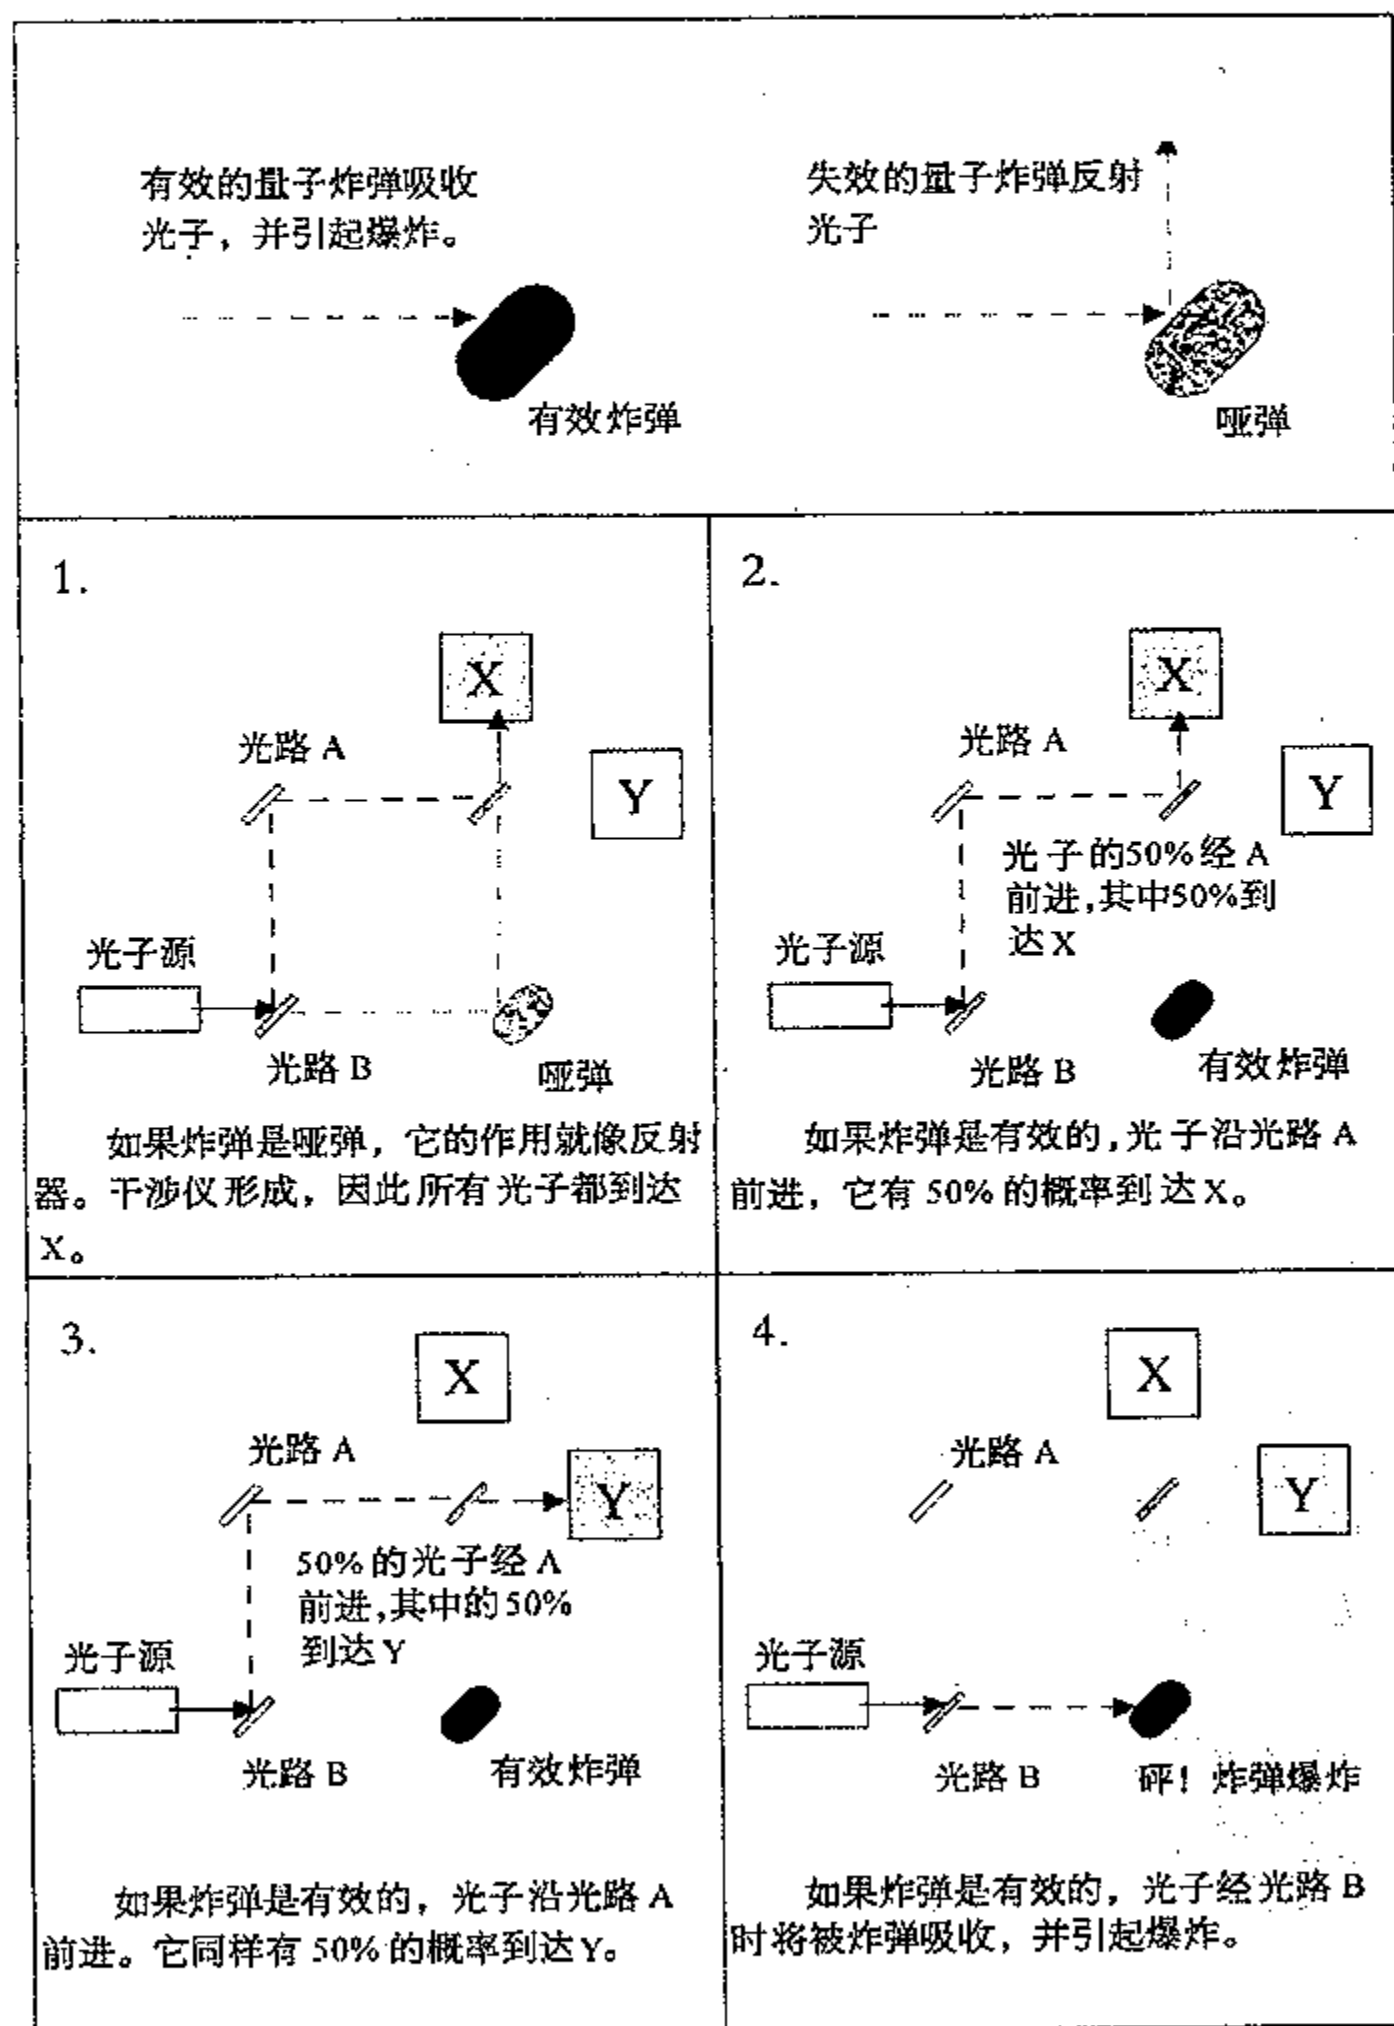 有效的量子炸弹吸收
光子，并引起爆炸。
有效炸弹
失效的量子炸弹反射
光子
哑弹
1.
X
光路 A
Y
光子源
光路 B
哑弹
如果炸弹是哑弹，它的作用就像反射
器。干涉仪形成，因此所有光子都到达
X。
2.
X
光路 A
Y
光子的50%经 A
前进,其中50%到
达 X
光子源
光路 B
有效炸弹
如果炸弹是有效的,光子沿光路 A
前进，它有 50% 的概率到达 X。
3.
X
光路 A
Y
50% 的光子经 A
前进,其中的 50%
到达 Y
光子源
光路 B
有效炸弹
如果炸弹是有效的，光子沿光路 A
前进。它同样有 50% 的概率到达 Y。
4.
X
光路 A
Y
光子源
光路 B
砰！炸弹爆炸
如果炸弹是有效的，光子经光路 B
时将被炸弹吸收，并引起爆炸。